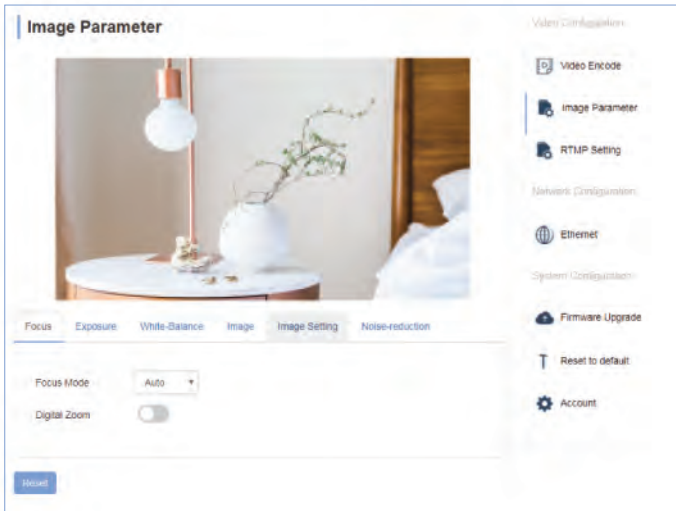 Image Parameter
Focus
Exposure
White-Balance
Image
Image Setting
Noise-reduction
Focus Mode
Auto
Digital Zoom
Reset
Video Configuration
Video Encode
Image Parameter
RTMP Setting
Network Configuration
Ethernet
System Configuration
Firmware Upgrade
Reset to default
Account